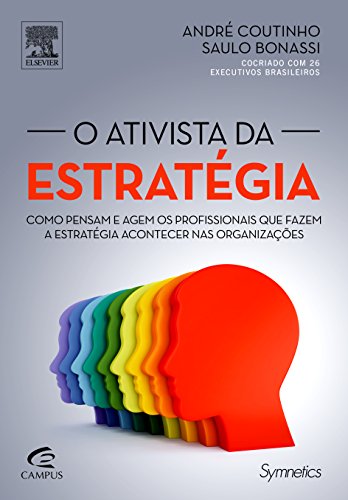 ANDRÉ COUTINHO
SAULO BONASSI
COCRIADO COM 26
EXECUTIVOS BRASILEIROS
ELSEVIER
O ATIVISTA DA
ESTRATÉGIA
COMO PENSAM E AGEM OS PROFISSIONAIS QUE FAZEM
A ESTRATÉGIA ACONTECER NAS ORGANIZAÇÕES
CAMPUS
Symnetics